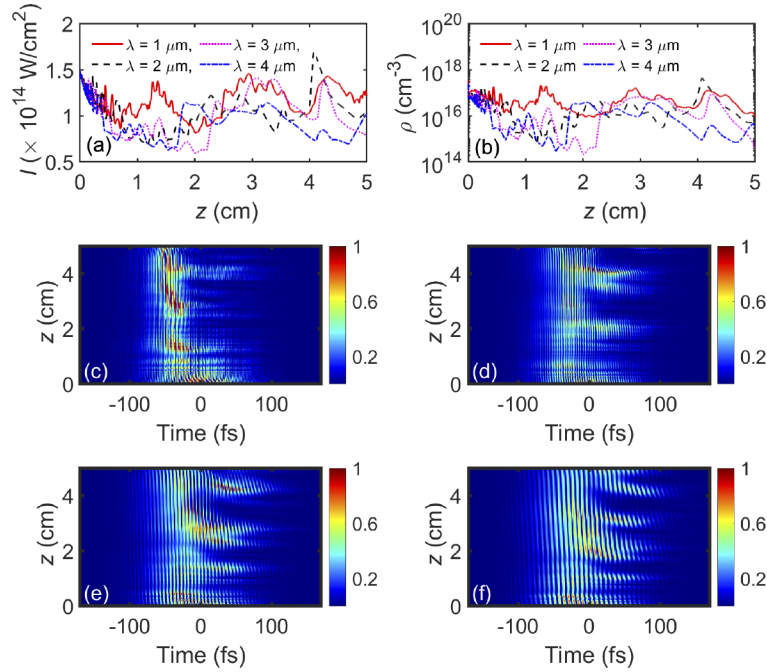 λ = 1 μm, λ = 3 μm,
λ = 2 μm, λ = 4 μm
I (× 10^14 W/cm^2)
2
1.5
1
0.5
(a)
0 1 2 3 4 5
z (cm)
λ = 1 μm, λ = 3 μm
λ = 2 μm, λ = 4 μm
ρ (cm^-3)
10^20
10^18
10^16
10^14
(b)
0 1 2 3 4 5
z (cm)
z (cm)
4
2
0
(c)
-100 0 100
Time (fs)
1
0.6
0.2
z (cm)
4
2
0
(d)
-100 0 100
Time (fs)
1
0.6
0.2
z (cm)
4
2
0
(e)
-100 0 100
Time (fs)
1
0.6
0.2
z (cm)
4
2
0
(f)
-100 0 100
Time (fs)
1
0.6
0.2